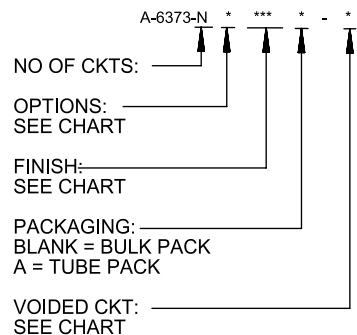 A-6373-N * *** * - *
NO OF CKTS:
OPTIONS:
SEE CHART
FINISH:
SEE CHART
PACKAGING:
BLANK = BULK PACK
A = TUBE PACK
VOIDED CKT:
SEE CHART